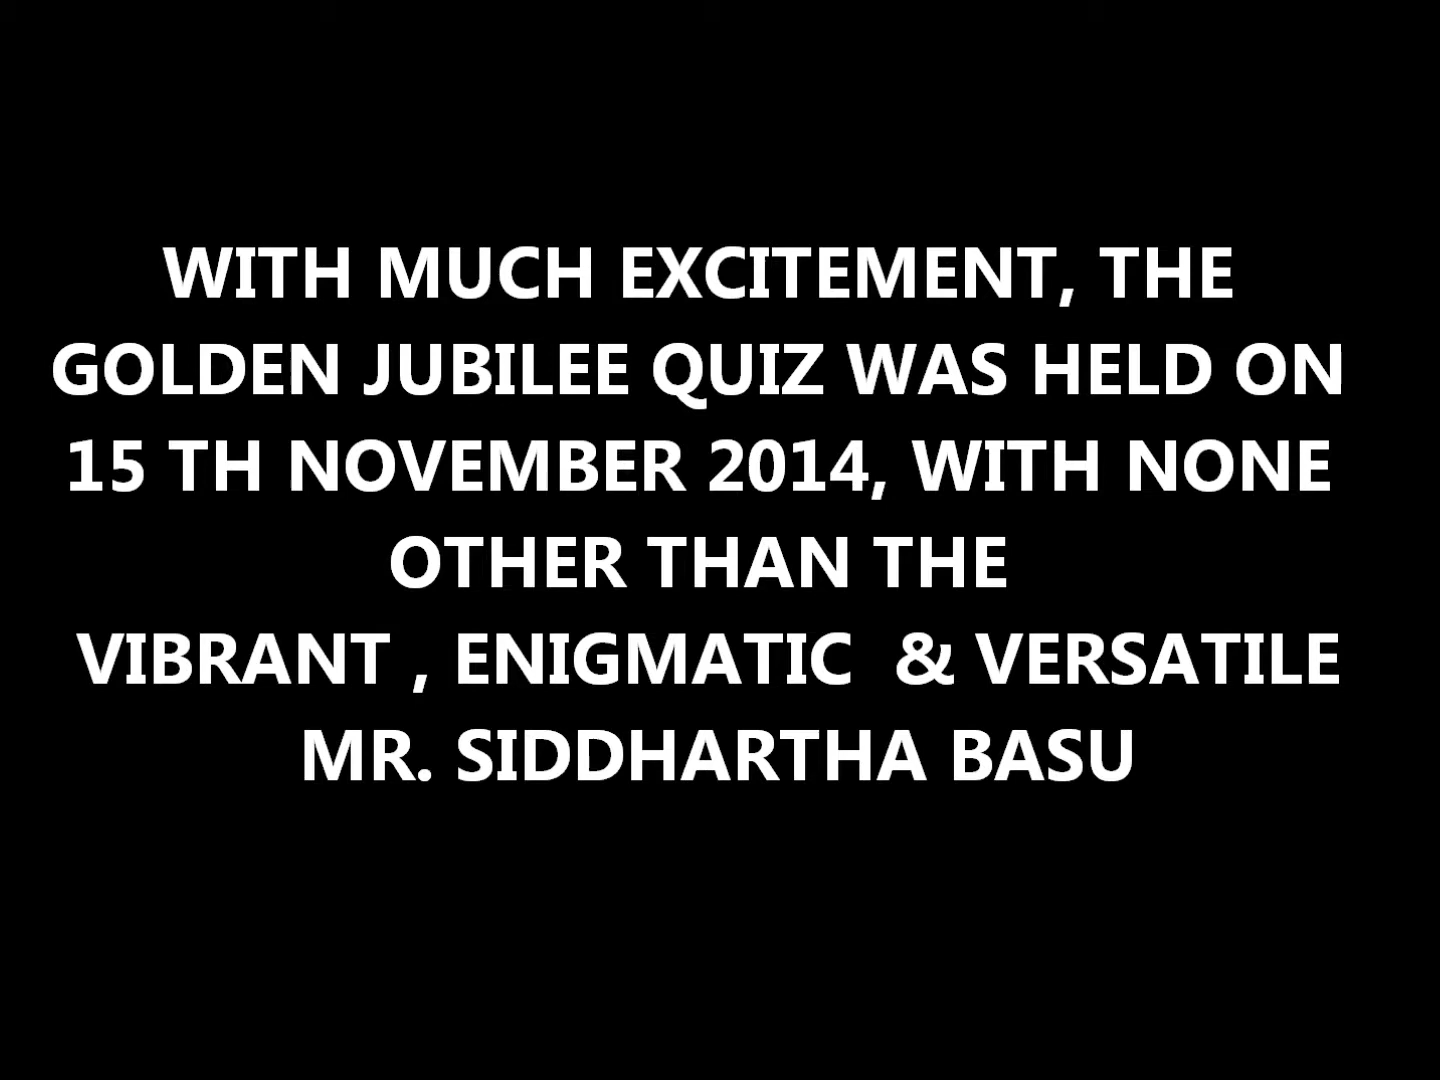 WITH MUCH EXCITEMENT, THE
GOLDEN JUBILEE QUIZ WAS HELD ON
15 TH NOVEMBER 2014, WITH NONE
OTHER THAN THE
VIBRANT , ENIGMATIC  & VERSATILE
MR. SIDDHARTHA BASU